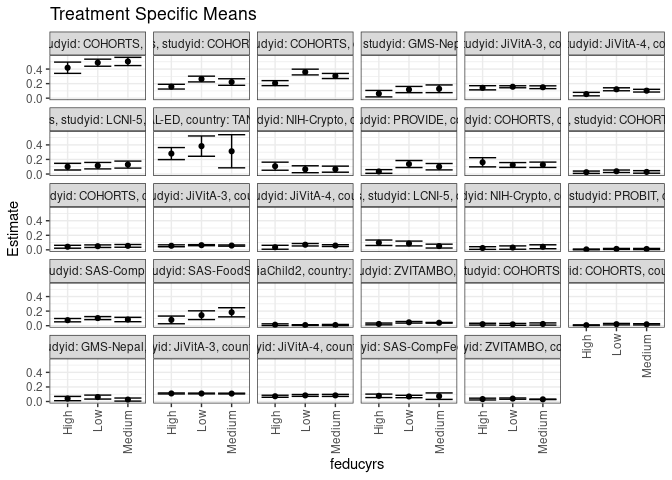 Treatment Specific Means
udyid: COHORTS, s, studyid: COHOR udyid: COHORTS, c studyid: GMS-Nep udyid: JiVitA-3, co udyid: JiVitA-4, co
0.4
0.2
0.0
s, studyid: LCNI-5, L-ED, country: TAN dyid: NIH-Crypto, c udyid: PROVIDE, co dyid: COHORTS, c , studyid: COHORT
0.4
0.2
0.0
dyid: COHORTS, c dyid: JiVitA-3, cou dyid: JiVitA-4, cou s, studyid: LCNI-5, dyid: NIH-Crypto, c studyid: PROBIT, c
0.4
0.2
0.0
udyid: SAS-Comp udyid: SAS-FoodS iaChild2, country: udyid: ZVITAMBO, tudyid: COHORTS id: COHORTS, cou
0.4
0.2
0.0
udyid: GMS-Nepal, yid: JiVitA-3, coun yid: JiVitA-4, coun yid: SAS-CompFe yid: ZVITAMBO, co
0.4
0.2
0.0
Estimate
High Low Medium High Low Medium High Low Medium High Low Medium High Low Medium High Low Medium
feducyrs